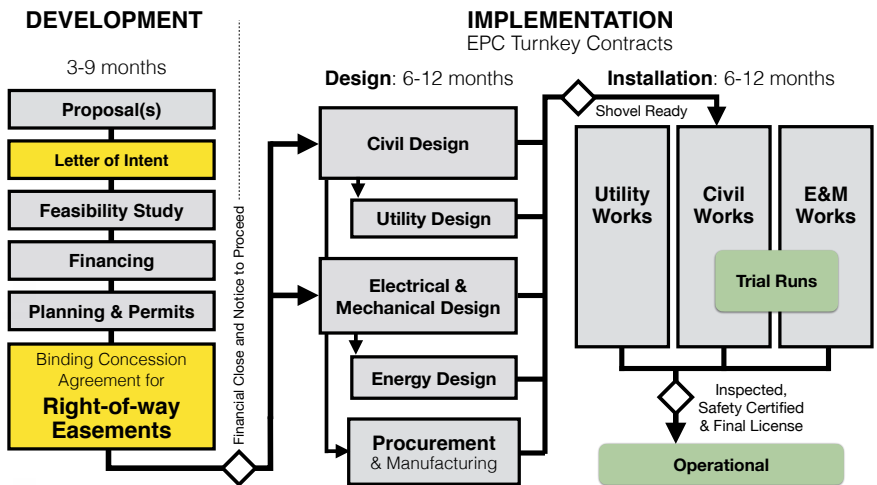 DEVELOPMENT
3-9 months
Proposal(s)
Letter of Intent
Feasibility Study
Financing
Planning & Permits
Binding Concession
Agreement for
Right-of-way
Easements
Financial Close and Notice to Proceed
IMPLEMENTATION
EPC Turnkey Contracts
Design: 6-12 months
Civil Design
Utility Design
Electrical &
Mechanical Design
Energy Design
Procurement
& Manufacturing
Installation: 6-12 months
Shovel Ready
Utility
Works
Civil
Works
E&M
Works
Trial Runs
Inspected,
Safety Certified
& Final License
Operational